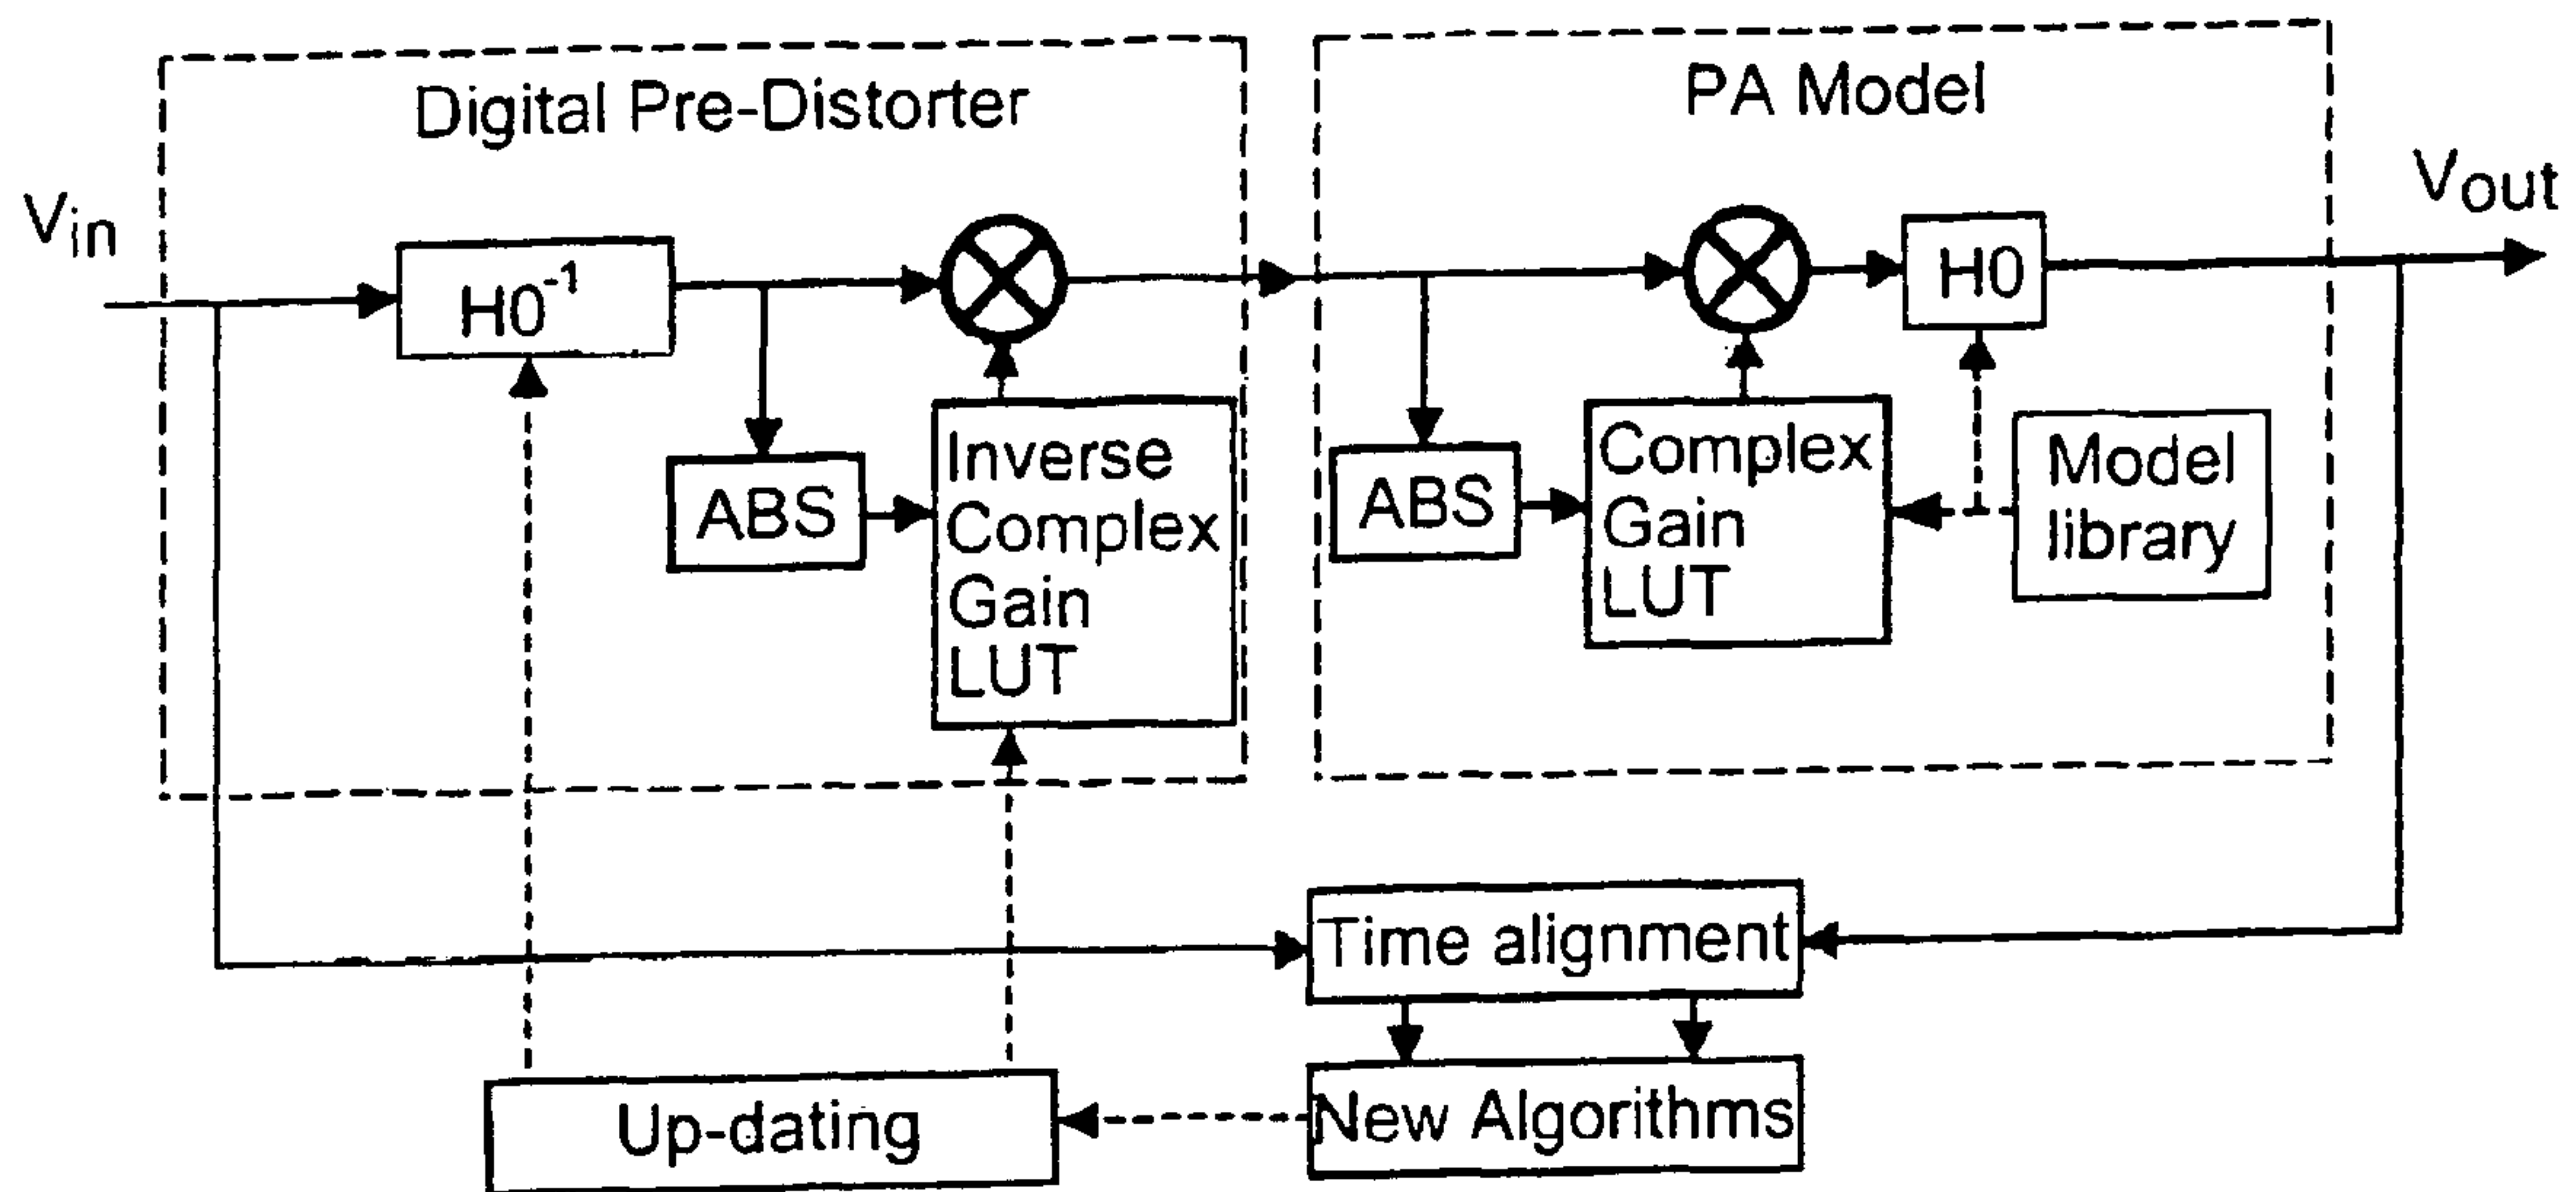 Digital Pre-Distorter
PA Model
Vin
Vout
H0-1
H0
ABS
Inverse
Complex
Gain
LUT
ABS
Complex
Gain
LUT
Model
library
Time alignment
New Algorithms
Up-dating